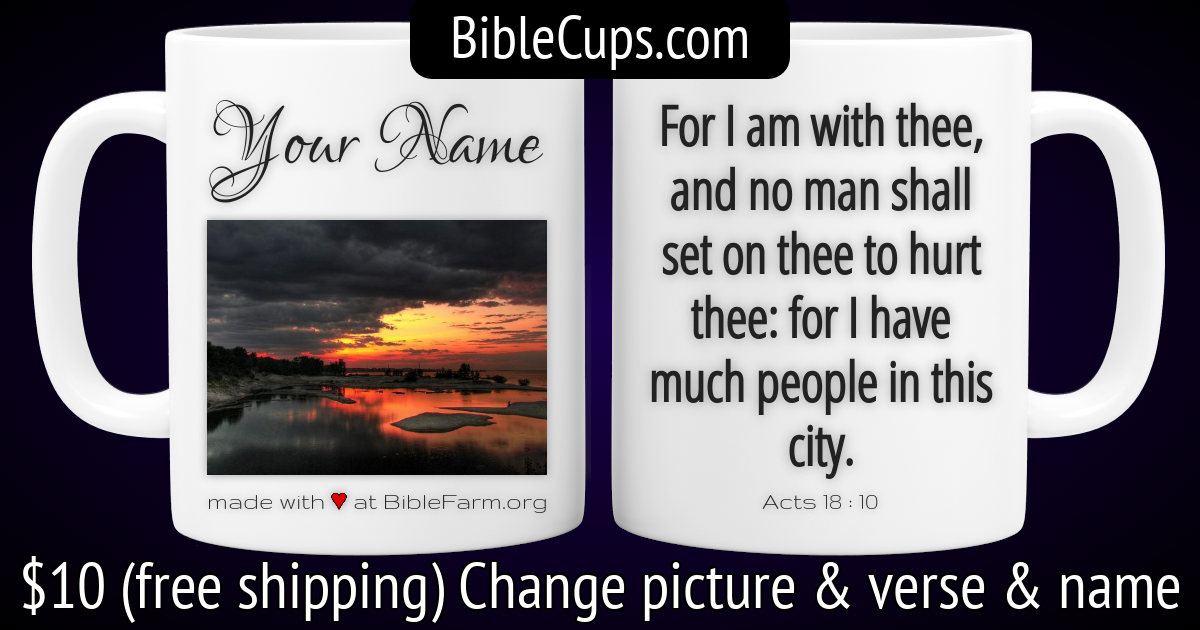 BibleCups.com
Your Name
made with ♥ at BibleFarm.org
For I am with thee,
and no man shall
set on thee to hurt
thee: for I have
much people in this
city.
Acts 18 : 10
$10 (free shipping) Change picture & verse & name